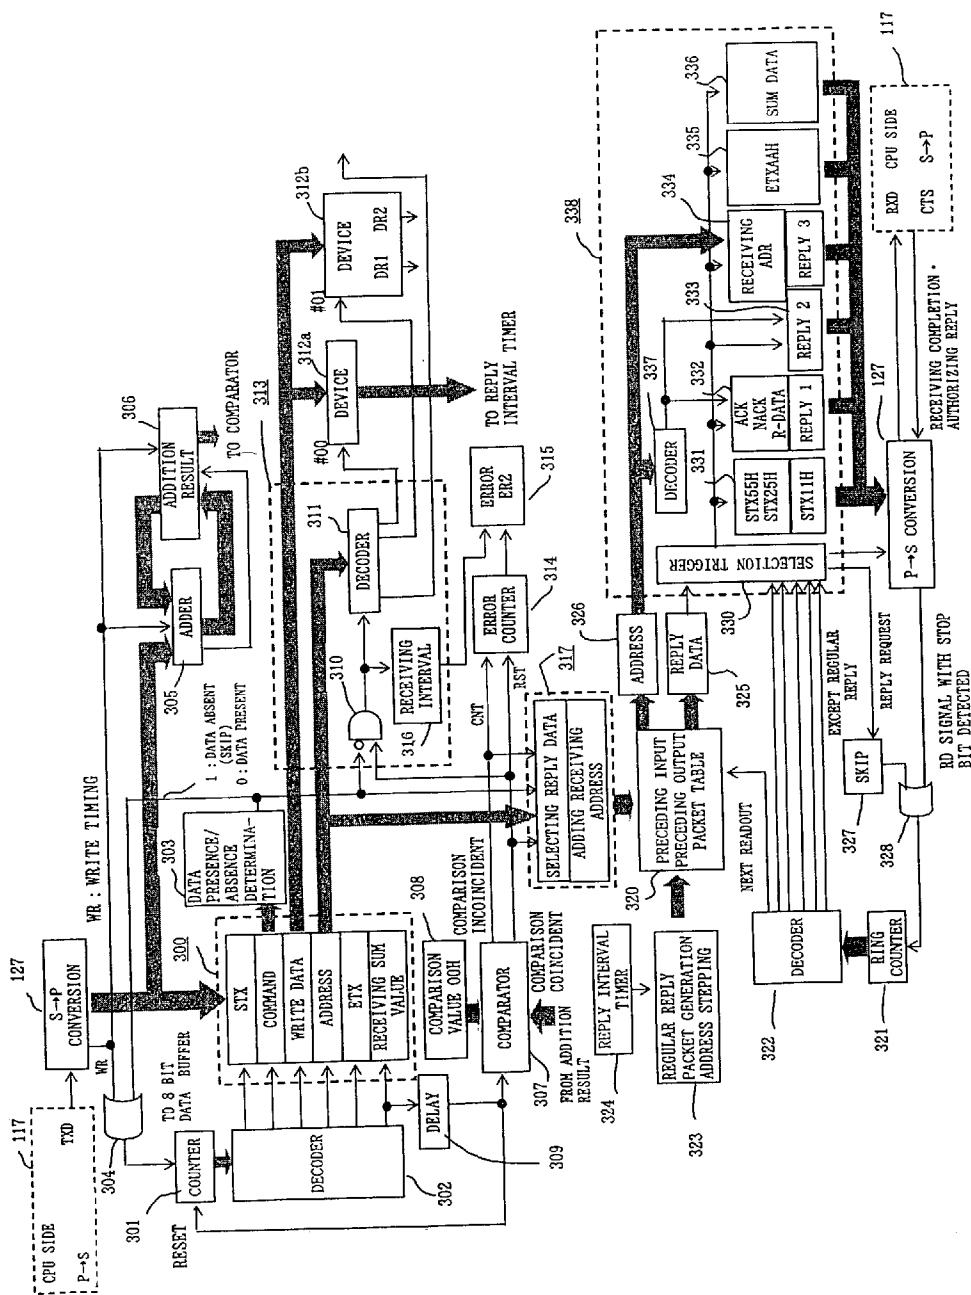 117
CPU SIDE
P→S
TXD
127
S→P
CONVERSION
WR
WR : WRITE TIMING
304
TO 8 BIT
DATA BUFFER
301
COUNTER
RESET
DECODER
302
303
DATA
PRESENCE/
ABSENCE
DETERMINA-
TION
1 : DATA ABSENT
(SKIP)
0 : DATA PRESENT
305
ADDER
306
ADDITION
RESULT
TO COMPARATOR
300
STX
COMMAND
WRITE DATA
ADDRESS
ETX
RECEIVING SUM
VALUE
DELAY
309
308
COMPARISON
VALUE 00H
COMPARISON
INCOINCIDENT
COMPARATOR
307
COMPARISON
COINCIDENT
FROM ADDITION
RESULT
313
310
311
DECODER
RECEIVING
INTERVAL
316
#00
312a
DEVICE
#01
312b
DEVICE
DR1 DR2
TO REPLY
INTERVAL TIMER
CNT
RST
ERROR
COUNTER
314
ERROR
ER2
315
317
SELECTING REPLY DATA
ADDING RECEIVING
ADDRESS
REPLY INTERVAL
TIMER
324
REGULAR REPLY
PACKET GENERATION
ADDRESS STEPPING
323
320
PRECEDING INPUT
PRECEDING OUTPUT
PACKET TABLE
326
ADDRESS
REPLY
DATA
325
NEXT READOUT
DECODER
322
RING
COUNTER
321
EXCEPT REGULAR
REPLY
REPLY REQUEST
SKIP
327
328
RD SIGNAL WITH STOP
BIT DETECTED
338
SELECTION TRIGGER
330
337
DECODER
331
STX55H
STX25H
STX11H
332
ACK
NACK
R-DATA
REPLY 1
333
REPLY 2
334
RECEIVING
ADR
REPLY 3
335
ETXAAH
336
SUM DATA
127
P→S CONVERSION
RECEIVING COMPLETION ·
AUTHORIZING REPLY
117
RXD CPU SIDE
CTS S→P